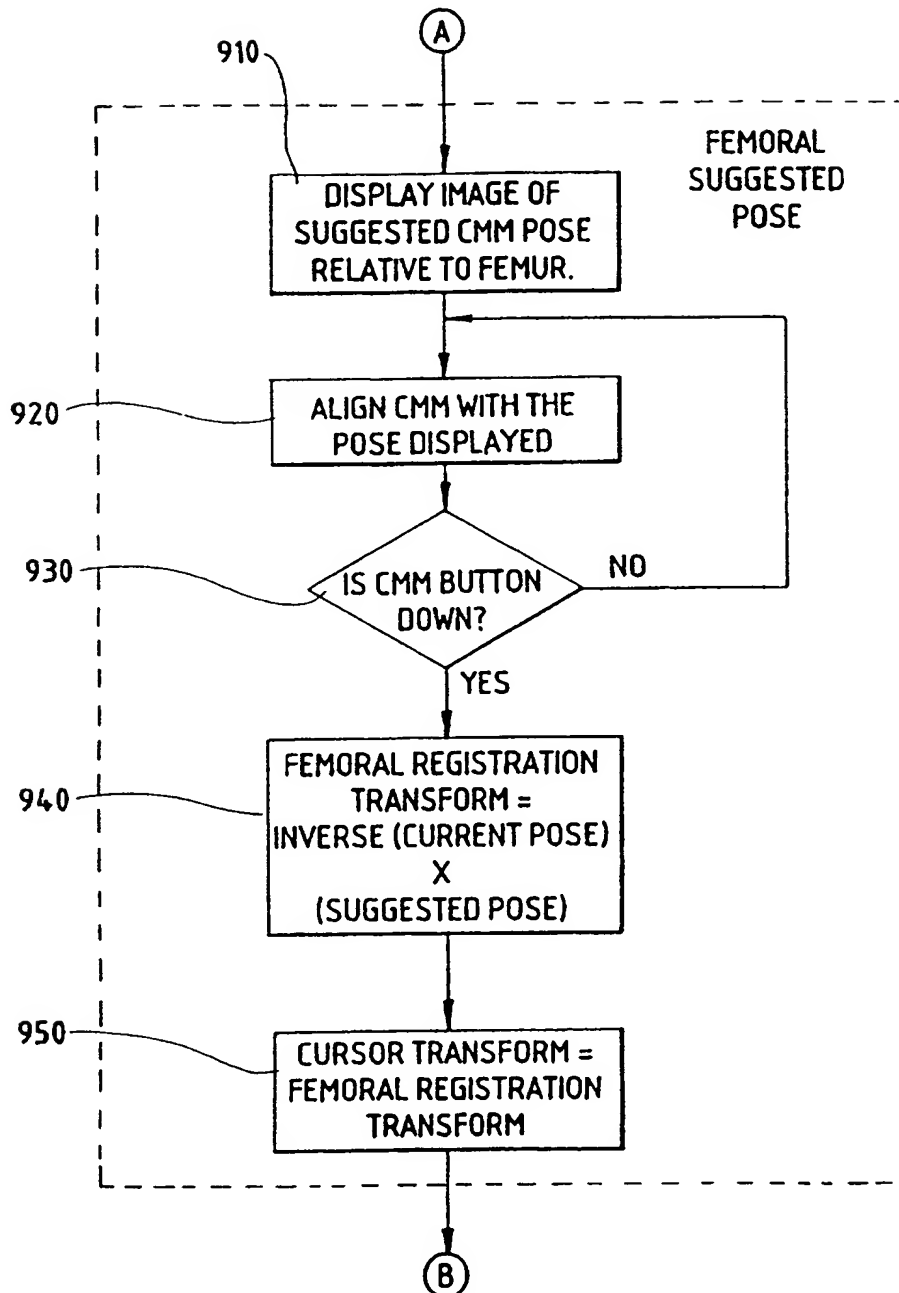 A
910
FEMORAL
SUGGESTED
POSE
DISPLAY IMAGE OF
SUGGESTED CMM POSE
RELATIVE TO FEMUR.
920
ALIGN CMM WITH THE
POSE DISPLAYED
930
IS CMM BUTTON
DOWN?
NO
YES
940
FEMORAL REGISTRATION
TRANSFORM =
INVERSE (CURRENT POSE)
X
(SUGGESTED POSE)
950
CURSOR TRANSFORM =
FEMORAL REGISTRATION
TRANSFORM
B